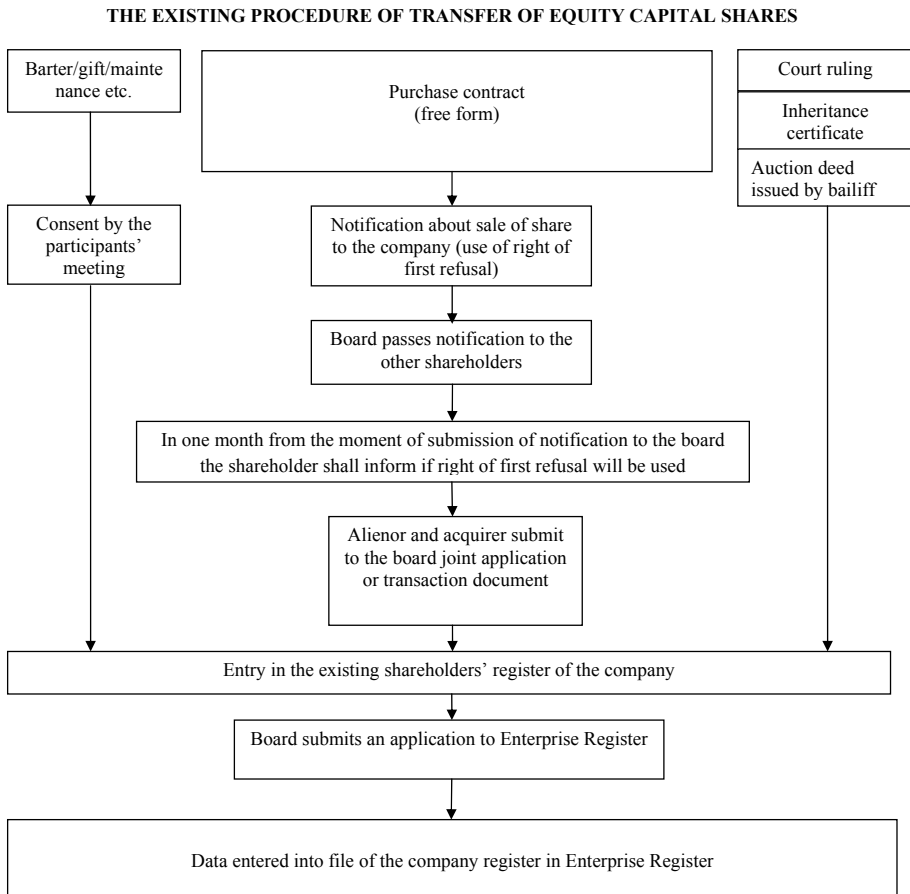 THE EXISTING PROCEDURE OF TRANSFER OF EQUITY CAPITAL SHARES
Barter/gift/mainte
nance etc.
Purchase contract
(free form)
Court ruling
Inheritance
certificate
Auction deed
issued by bailiff
Consent by the
participants’
meeting
Notification about sale of share
to the company (use of right of
first refusal)
Board passes notification to the
other shareholders
In one month from the moment of submission of notification to the board
the shareholder shall inform if right of first refusal will be used
Alienor and acquirer submit
to the board joint application
or transaction document
Entry in the existing shareholders’ register of the company
Board submits an application to Enterprise Register
Data entered into file of the company register in Enterprise Register